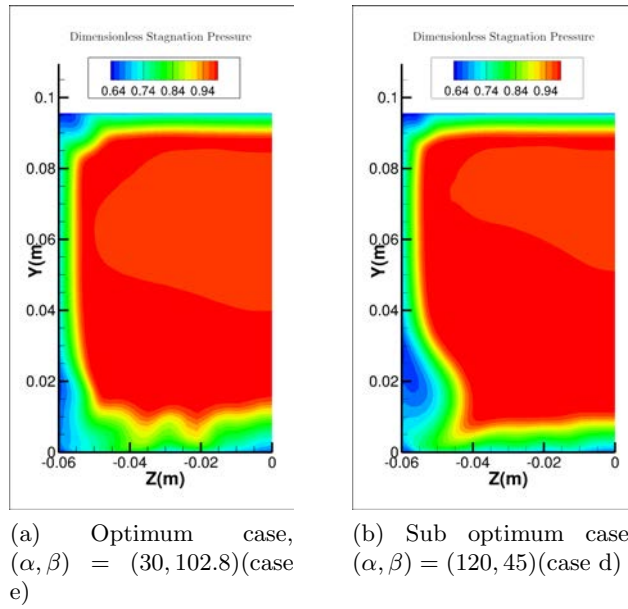 Dimensionless Stagnation Pressure
0.64 0.74 0.84 0.94
0.1
0.08
0.06
0.04
0.02
0
Y(m
-0.06 -0.04 -0.02 0
Z(m)
(a) Optimum case,
(α, β) = (30, 102.8)(case
e)
Dimensionless Stagnation Pressure
0.64 0.74 0.84 0.94
0.1
0.08
0.06
0.04
0.02
0
Y(m
-0.06 -0.04 -0.02 0
Z(m)
(b) Sub optimum case
(α, β) = (120, 45)(case d)